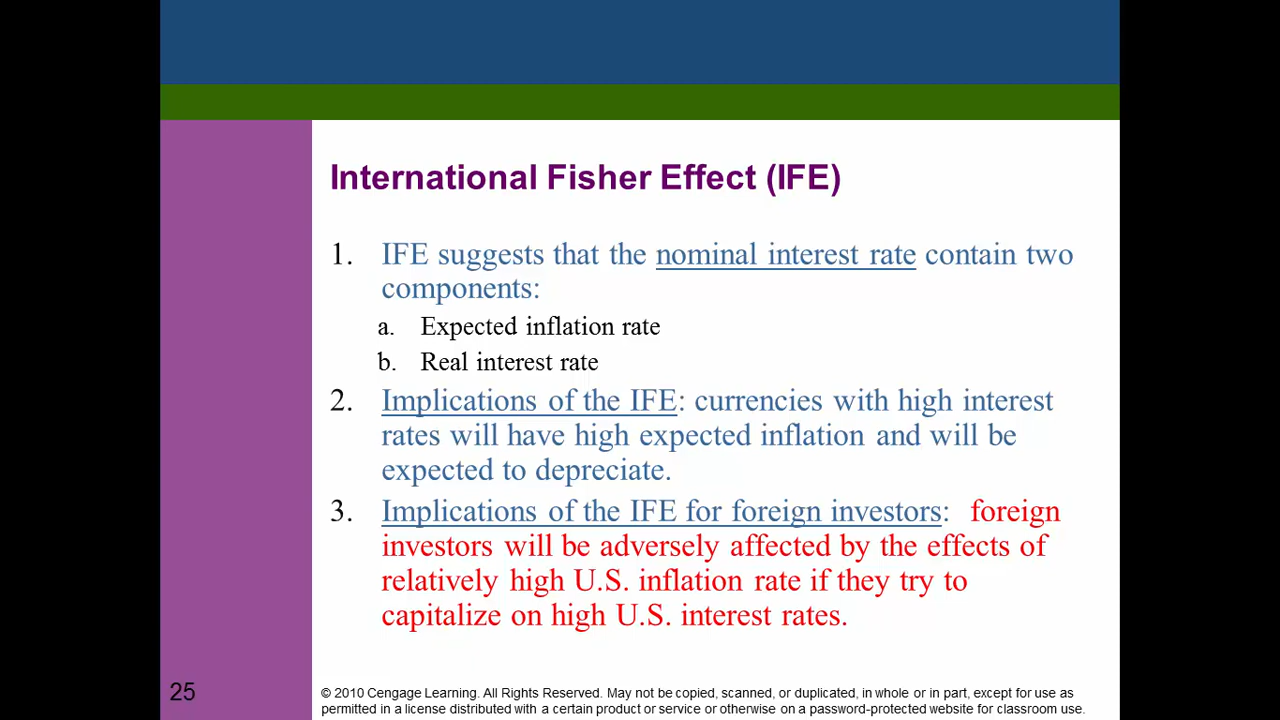 International Fisher Effect (IFE)
1. IFE suggests that the nominal interest rate contain two
components:
a. Expected inflation rate
b. Real interest rate
2. Implications of the IFE: currencies with high interest
rates will have high expected inflation and will be
expected to depreciate.
3. Implications of the IFE for foreign investors: foreign
investors will be adversely affected by the effects of
relatively high U.S. inflation rate if they try to
capitalize on high U.S. interest rates.
25
© 2010 Cengage Learning. All Rights Reserved. May not be copied, scanned, or duplicated, in whole or in part, except for use as
permitted in a license distributed with a certain product or service or otherwise on a password-protected website for classroom use.